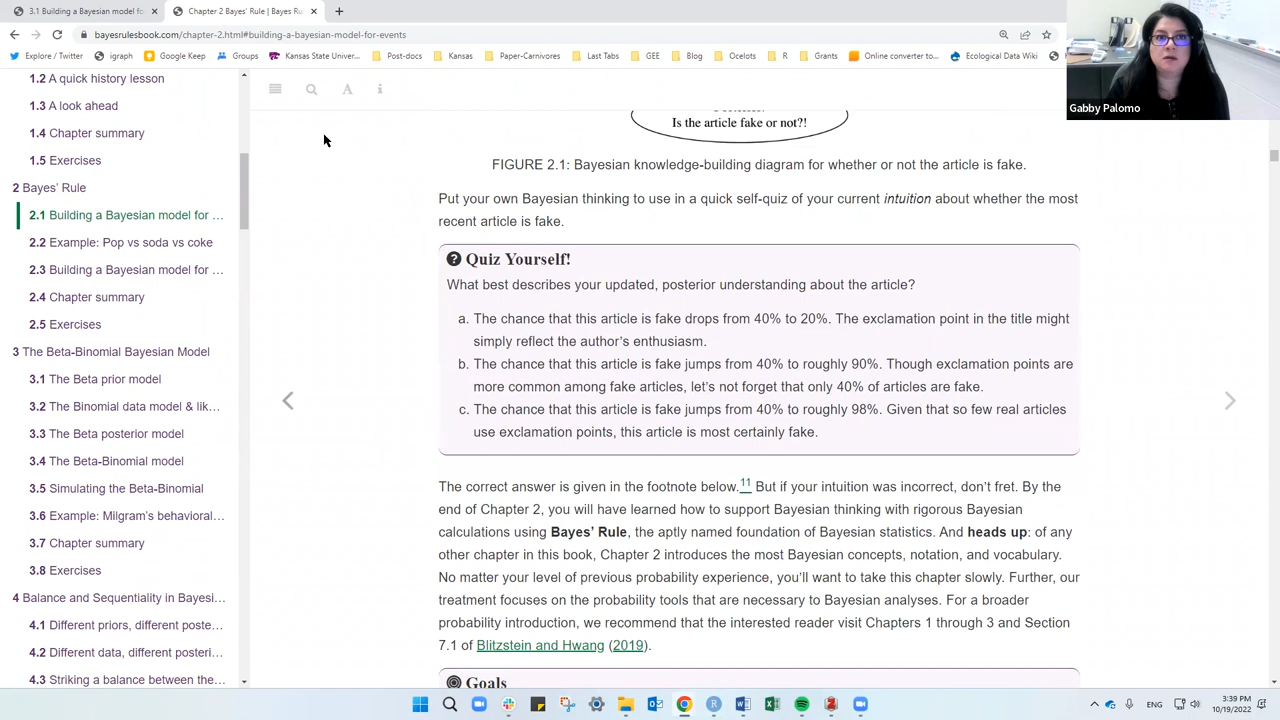 3.1 Building a Bayesian model for
Chapter 2 Bayes' Rule | Bayes Rul
bayesrulesbook.com/chapter-2.html#building-a-bayesian-model-for-events
Explore / Twitter
igraph
Google Keep
Groups
Kansas State Univer...
Post-docs
Kansas
Paper-Carnivores
Last Tabs
GEE
Blog
Ocelots
R
Grants
Online converter to...
Ecological Data Wiki
Gabby Palomo
1.2 A quick history lesson
1.3 A look ahead
1.4 Chapter summary
1.5 Exercises
2 Bayes' Rule
2.1 Building a Bayesian model for ...
2.2 Example: Pop vs soda vs coke
2.3 Building a Bayesian model for ...
2.4 Chapter summary
2.5 Exercises
3 The Beta-Binomial Bayesian Model
3.1 The Beta prior model
3.2 The Binomial data model & lik...
3.3 The Beta posterior model
3.4 The Beta-Binomial model
3.5 Simulating the Beta-Binomial
3.6 Example: Milgram's behavioral...
3.7 Chapter summary
3.8 Exercises
4 Balance and Sequentiality in Bayesi...
4.1 Different priors, different poste...
4.2 Different data, different posteri...
4.3 Striking a balance between the...
Is the article fake or not?!
FIGURE 2.1: Bayesian knowledge-building diagram for whether or not the article is fake.
Put your own Bayesian thinking to use in a quick self-quiz of your current intuition about whether the most
recent article is fake.
Quiz Yourself!
What best describes your updated, posterior understanding about the article?
a. The chance that this article is fake drops from 40% to 20%. The exclamation point in the title might
simply reflect the author's enthusiasm.
b. The chance that this article is fake jumps from 40% to roughly 90%. Though exclamation points are
more common among fake articles, let's not forget that only 40% of articles are fake.
c. The chance that this article is fake jumps from 40% to roughly 98%. Given that so few real articles
use exclamation points, this article is most certainly fake.
The correct answer is given in the footnote below.11 But if your intuition was incorrect, don't fret. By the
end of Chapter 2, you will have learned how to support Bayesian thinking with rigorous Bayesian
calculations using Bayes' Rule, the aptly named foundation of Bayesian statistics. And heads up: of any
other chapter in this book, Chapter 2 introduces the most Bayesian concepts, notation, and vocabulary.
No matter your level of previous probability experience, you'll want to take this chapter slowly. Further, our
treatment focuses on the probability tools that are necessary to Bayesian analyses. For a broader
probability introduction, we recommend that the interested reader visit Chapters 1 through 3 and Section
7.1 of Blitzstein and Hwang (2019).
Goals
ENG
3:39 PM
10/19/2022